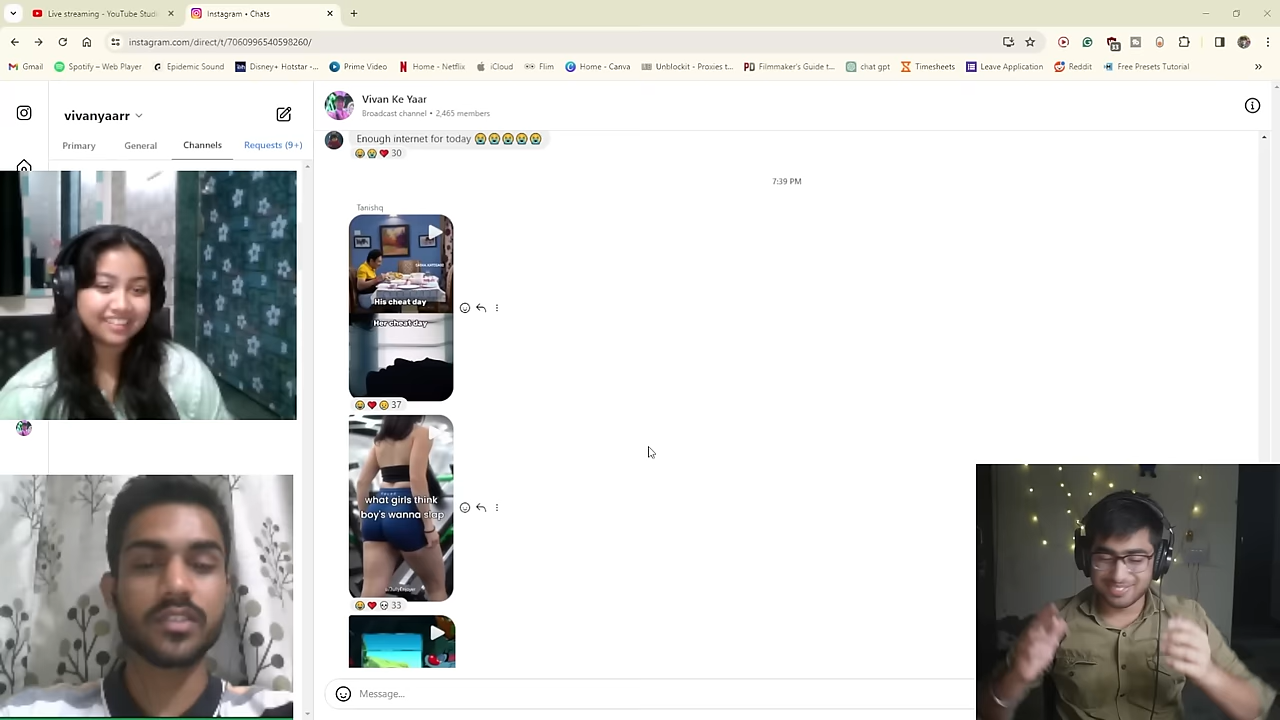 Live streaming - YouTube Studi
Instagram • Chats
instagram.com/direct/t/7060996540598260/
Gmail
Spotify – Web Player
Epidemic Sound
Disney+ Hotstar -...
Prime Video
Home - Netflix
iCloud
Flim
Home - Canva
Unblockit - Proxies t...
Filmmaker's Guide t...
chat gpt
Timesheets
Leave Application
Reddit
Free Presets Tutorial
vivanyaarr
Primary
General
Channels
Requests (9+)
Vivan Ke Yaar
Broadcast channel • 2,465 members
Enough internet for today 😭😭😭😭😭
30
7:39 PM
Tanishq
His cheat day
Her cheat day
37
what girls think
boy's wanna slap
33
Message...